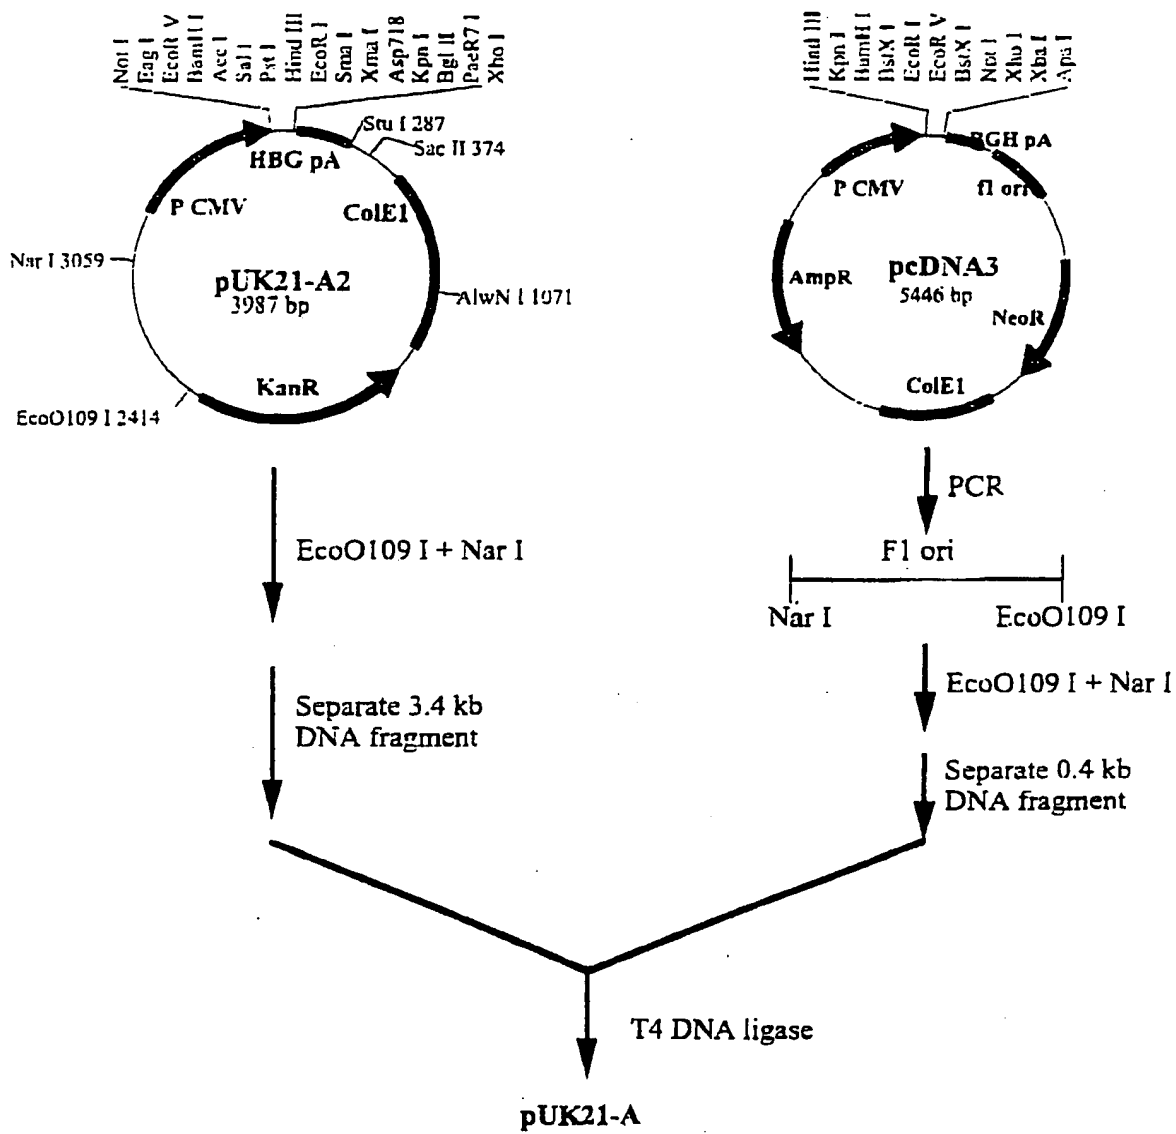 Not I
Eag I
EcoR V
BamH I
Acc I
Sal I
Pst I
Hind III
EcoR I
Sma I
Xma I
Asp718
Kpn I
Bgl II
PaeR7 I
Xho I
Stu I 287
Sac II 374
HBG pA
P CMV
ColE1
Nar I 3059
pUK21-A2
3987 bp
AlwN I 1071
KanR
EcoO109 I 2414
Hind III
Kpn I
BamH I
BstX I
EcoR I
EcoR V
BstX I
Not I
Xho I
Xba I
Apa I
BGH pA
P CMV
f1 ori
AmpR
pcDNA3
5446 bp
NeoR
ColE1
EcoO109 I + Nar I
Separate 3.4 kb
DNA fragment
PCR
F1 ori
Nar I
EcoO109 I
EcoO109 I + Nar I
Separate 0.4 kb
DNA fragment
T4 DNA ligase
pUK21-A